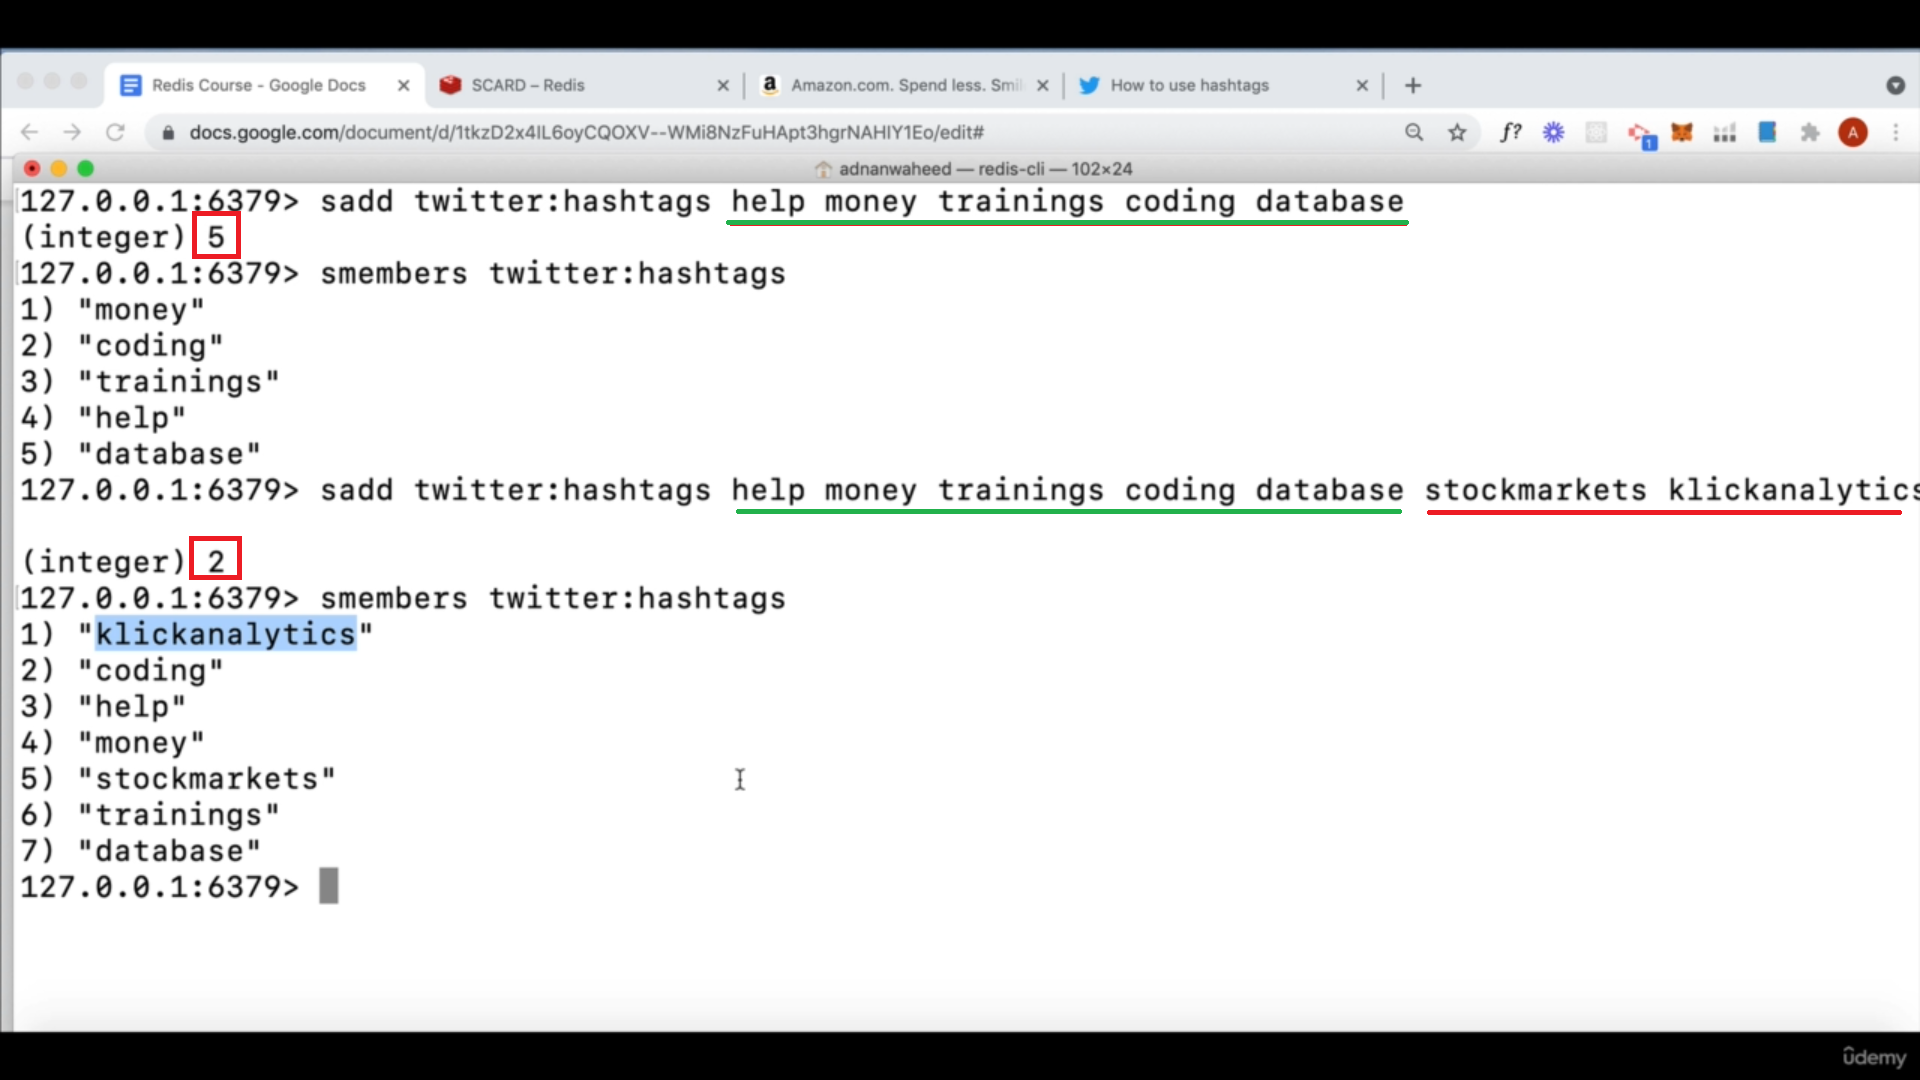 Redis Course - Google Docs
SCARD – Redis
Amazon.com. Spend less. Smil
How to use hashtags
docs.google.com/document/d/1tkzD2x4IL6oyCQOXV--WMi8NzFuHApt3hgrNAHIY1Eo/edit#
f?
1
A
adnanwaheed — redis-cli — 102×24
127.0.0.1:6379> sadd twitter:hashtags help money trainings coding database
(integer) 5
127.0.0.1:6379> smembers twitter:hashtags
1) "money"
2) "coding"
3) "trainings"
4) "help"
5) "database"
127.0.0.1:6379> sadd twitter:hashtags help money trainings coding database stockmarkets klickanalytics
(integer) 2
127.0.0.1:6379> smembers twitter:hashtags
1) "klickanalytics"
2) "coding"
3) "help"
4) "money"
5) "stockmarkets"
6) "trainings"
7) "database"
127.0.0.1:6379>
ûdemy